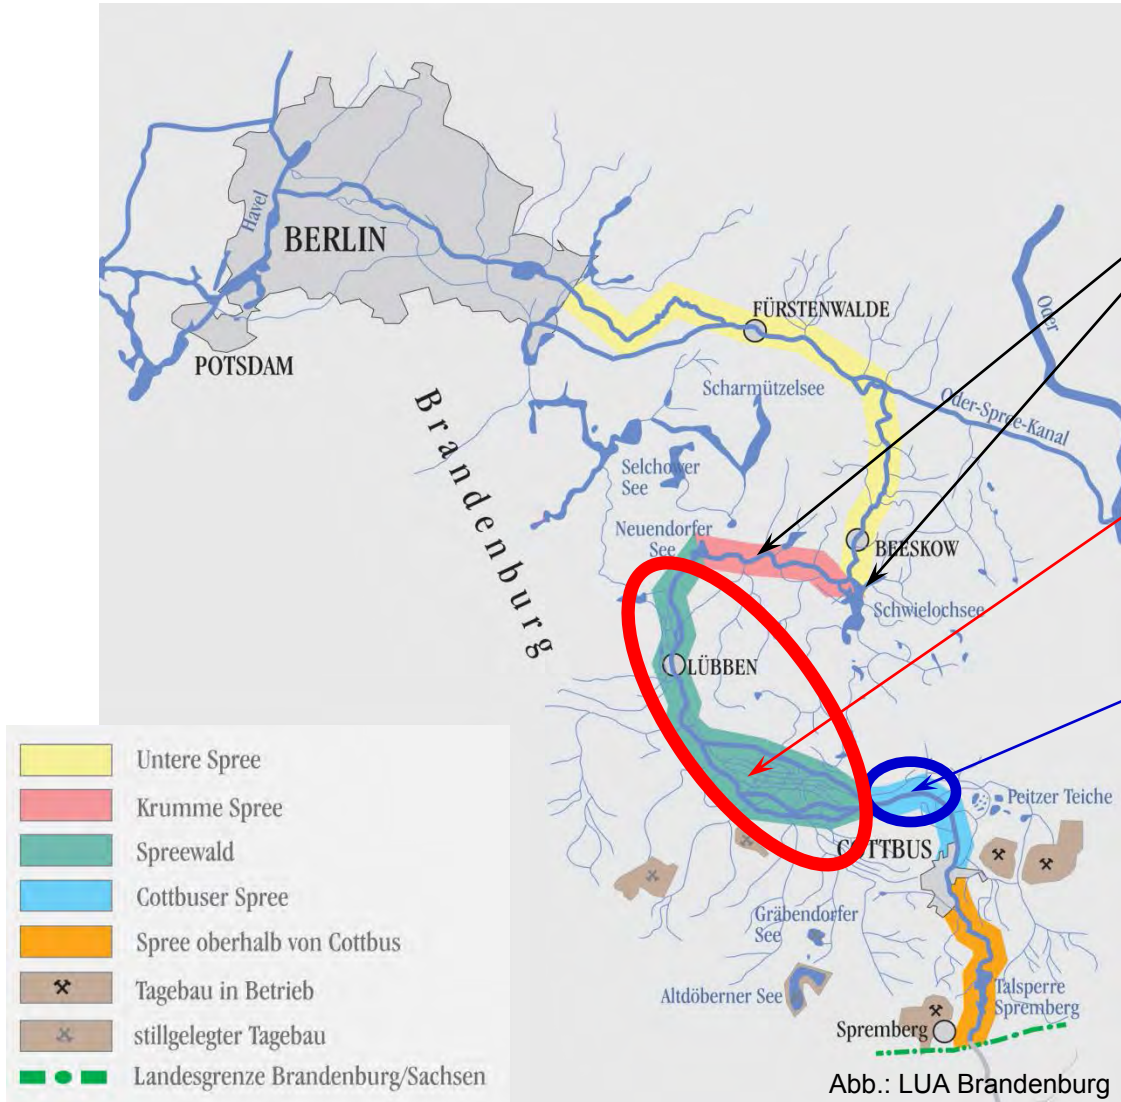 Havel
BERLIN
POTSDAM
FÜRSTENWALDE
Oder
Scharmützelsee
Oder-Spree-Kanal
Brandenburg
Selchower
See
Neuendorfer
See
BEESKOW
Schwielochsee
LÜBBEN
Peitzer Teiche
COTTBUS
Gräbendorfer
See
Altdöberner See
Talsperre
Spremberg
Spremberg
Untere Spree
Krumme Spree
Spreewald
Cottbuser Spree
Spree oberhalb von Cottbus
Tagebau in Betrieb
stillgelegter Tagebau
Landesgrenze Brandenburg/Sachsen
Abb.: LUA Brandenburg